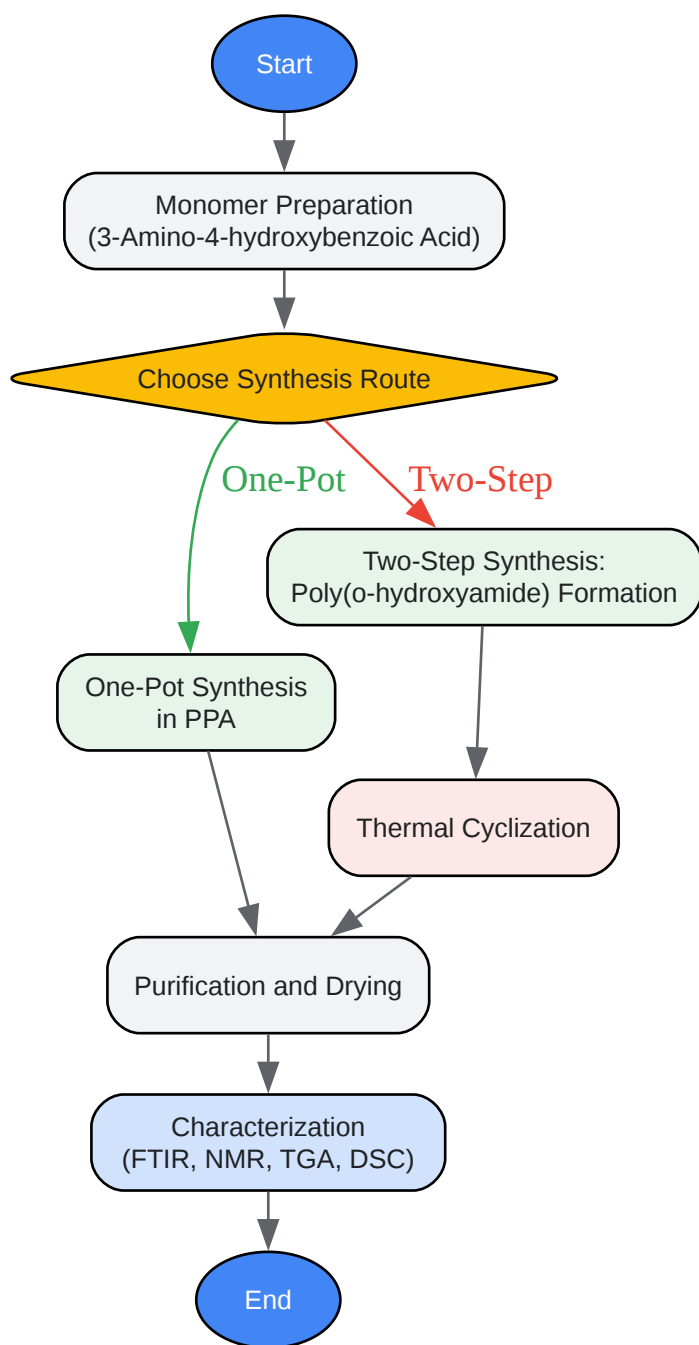 Start
Monomer Preparation
(3-Amino-4-hydroxybenzoic Acid)
Choose Synthesis Route
One-Pot
Two-Step
Two-Step Synthesis:
Poly(o-hydroxyamide) Formation
One-Pot Synthesis
in PPA
Thermal Cyclization
Purification and Drying
Characterization
(FTIR, NMR, TGA, DSC)
End